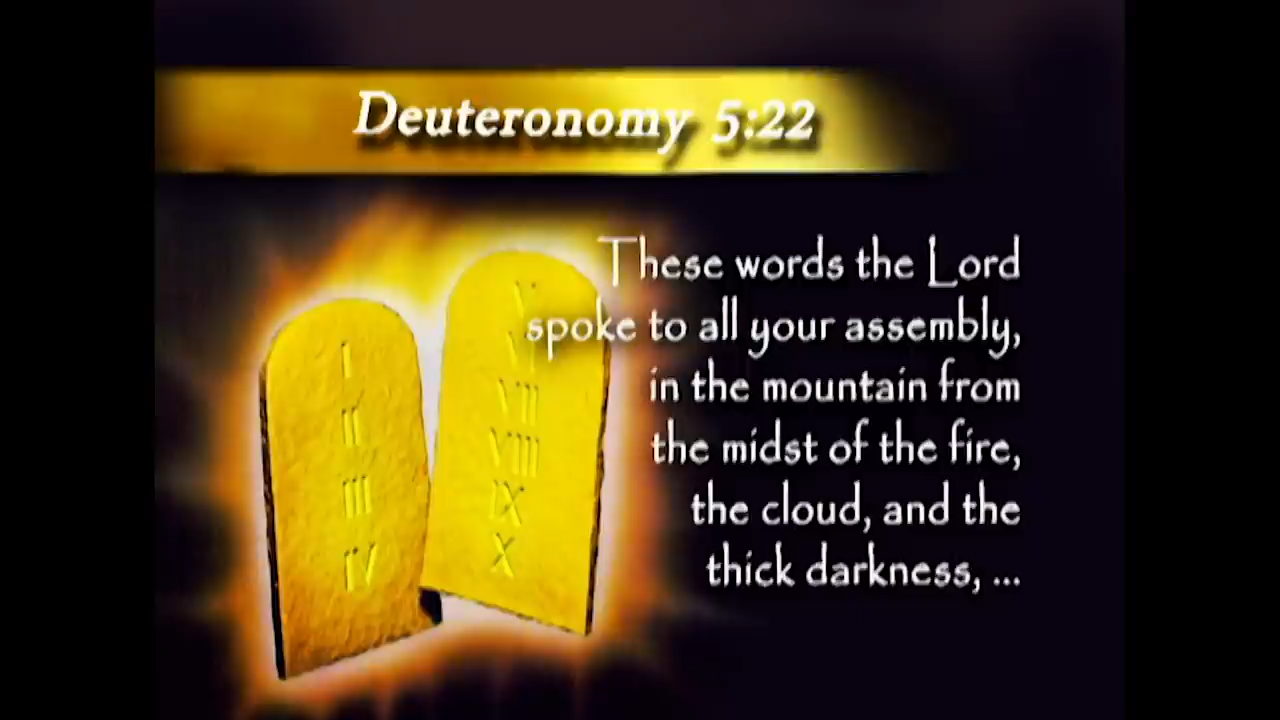 Deuteronomy 5:22
These words the Lord
spoke to all your assembly,
in the mountain from
the midst of the fire,
the cloud, and the
thick darkness, ...
I
II
III
IV
V
VI
VII
VIII
IX
X